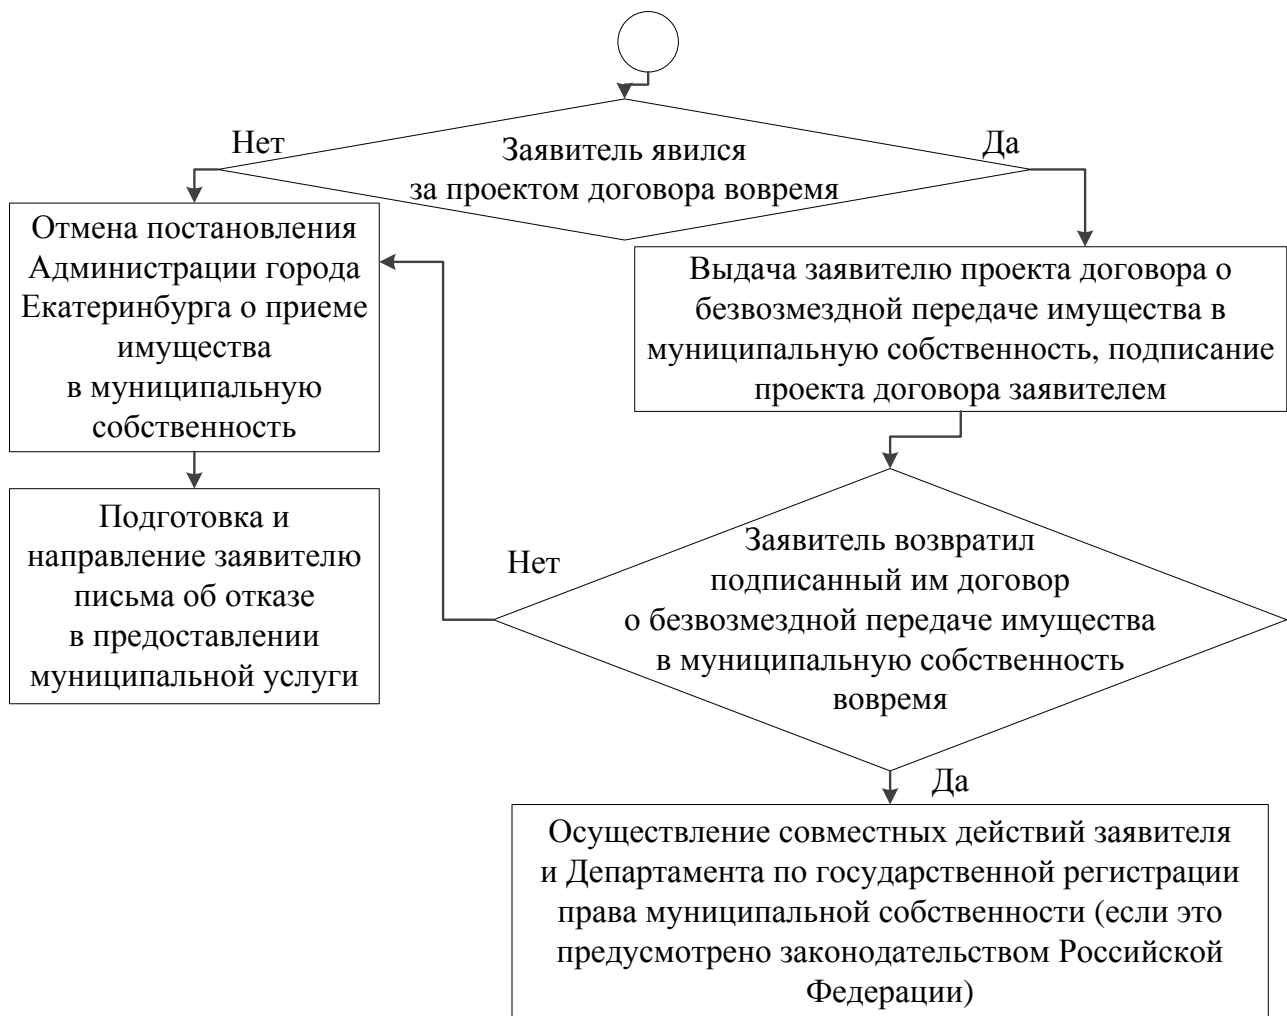 Нет
Да
Заявитель явился
за проектом договора вовремя
Отмена постановления
Администрации города
Екатеринбурга о приеме
имущества
в муниципальную
собственность
Выдача заявителю проекта договора о
безвозмездной передаче имущества в
муниципальную собственность, подписание
проекта договора заявителем
Подготовка и
направление заявителю
письма об отказе
в предоставлении
муниципальной услуги
Нет
Заявитель возвратил
подписанный им договор
о безвозмездной передаче имущества
в муниципальную собственность
вовремя
Да
Осуществление совместных действий заявителя
и Департамента по государственной регистрации
права муниципальной собственности (если это
предусмотрено законодательством Российской
Федерации)